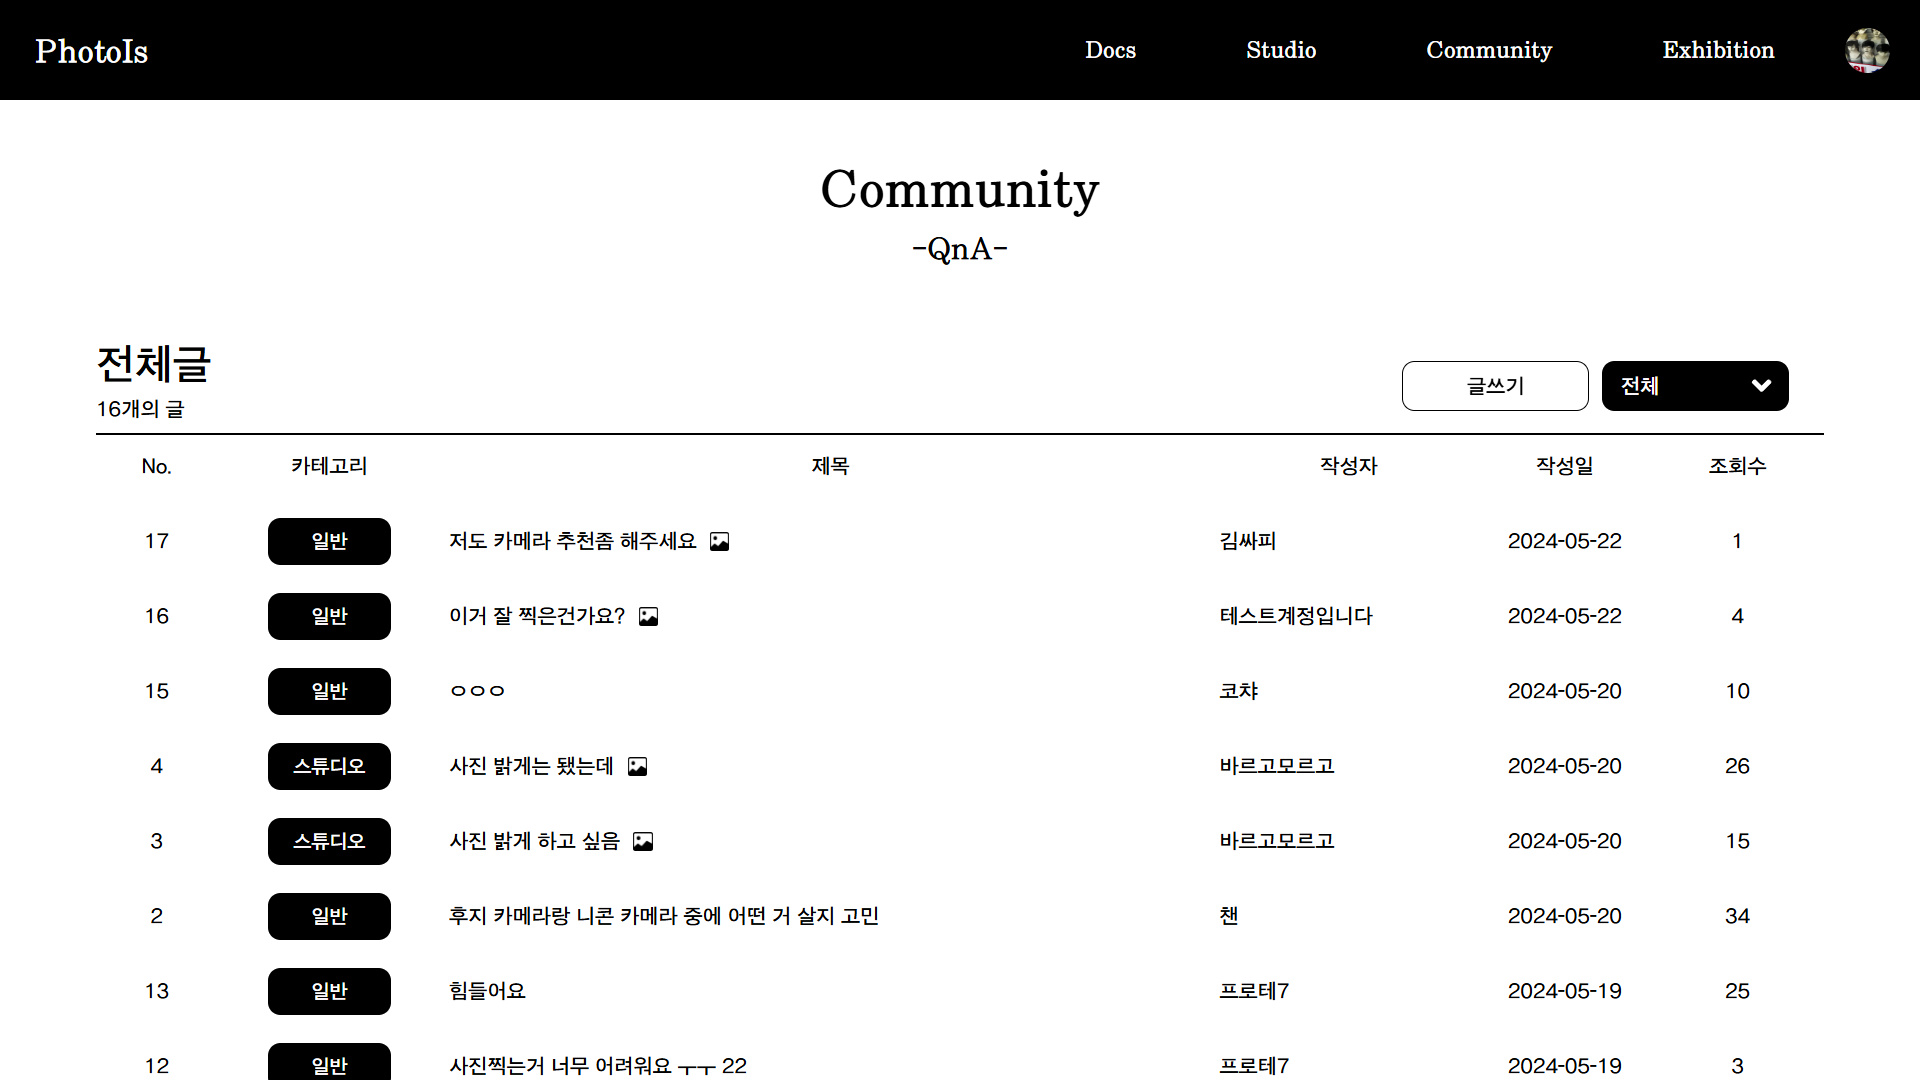 PhotoIs Docs Studio Community Exhibition
Community
-QnA-
전체글
16개의 글
글쓰기 전체
No. 카테고리 제목 작성자 작성일 조회수
17 일반 저도 카메라 추천좀 해주세요 김싸피 2024-05-22 1
16 일반 이거 잘 찍은건가요? 테스트계정입니다 2024-05-22 4
15 일반 ㅇㅇㅇ 코챠 2024-05-20 10
4 스튜디오 사진 밝게는 됐는데 바르고모르고 2024-05-20 26
3 스튜디오 사진 밝게 하고 싶음 바르고모르고 2024-05-20 15
2 일반 후지 카메라랑 니콘 카메라 중에 어떤 거 살지 고민 챈 2024-05-20 34
13 일반 힘들어요 프로테7 2024-05-19 25
12 일반 사진찍는거 너무 어려워요 ㅜㅜ 22 프로테7 2024-05-19 3